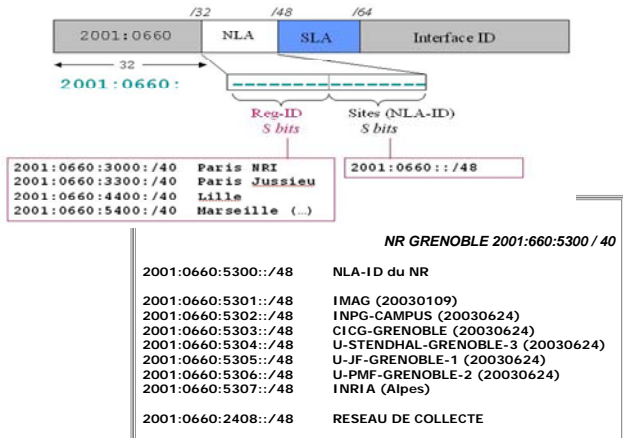 /32 /48 /64
2001:0660 NLA SLA Interface ID
32
2001:0660:
Reg-ID Sites (NLA-ID)
8 bits 8 bits
2001:0660:3000:/40 Paris NRI
2001:0660:3300:/40 Paris Jussieu
2001:0660:4400:/40 Lille
2001:0660:5400:/40 Marseille (…)
2001:0660::/48
NR GRENOBLE 2001:660:5300 / 40
2001:0660:5300::/48 NLA-ID du NR
2001:0660:5301::/48 IMAG (20030109)
2001:0660:5302::/48 INPG-CAMPUS (20030624)
2001:0660:5303::/48 CICG-GRENOBLE (20030624)
2001:0660:5304::/48 U-STENDHAL-GRENOBLE-3 (20030624)
2001:0660:5305::/48 U-JF-GRENOBLE-1 (20030624)
2001:0660:5306::/48 U-PMF-GRENOBLE-2 (20030624)
2001:0660:5307::/48 INRIA (Alpes)
2001:0660:2408::/48 RESEAU DE COLLECTE